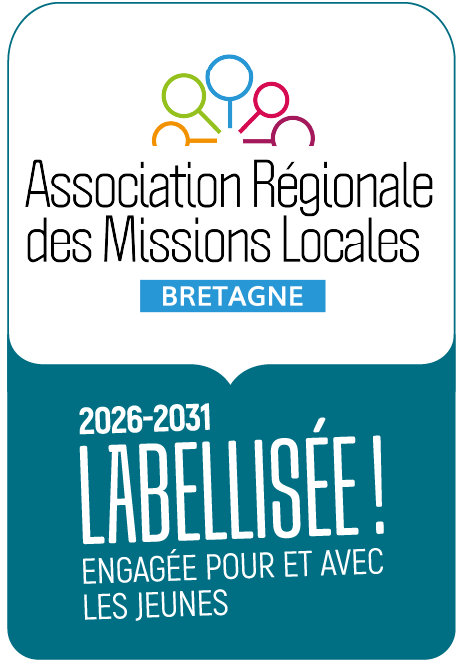 Association Régionale
des Missions Locales
BRETAGNE
2026-2031
LABELLISÉE !
ENGAGÉE POUR ET AVEC
LES JEUNES